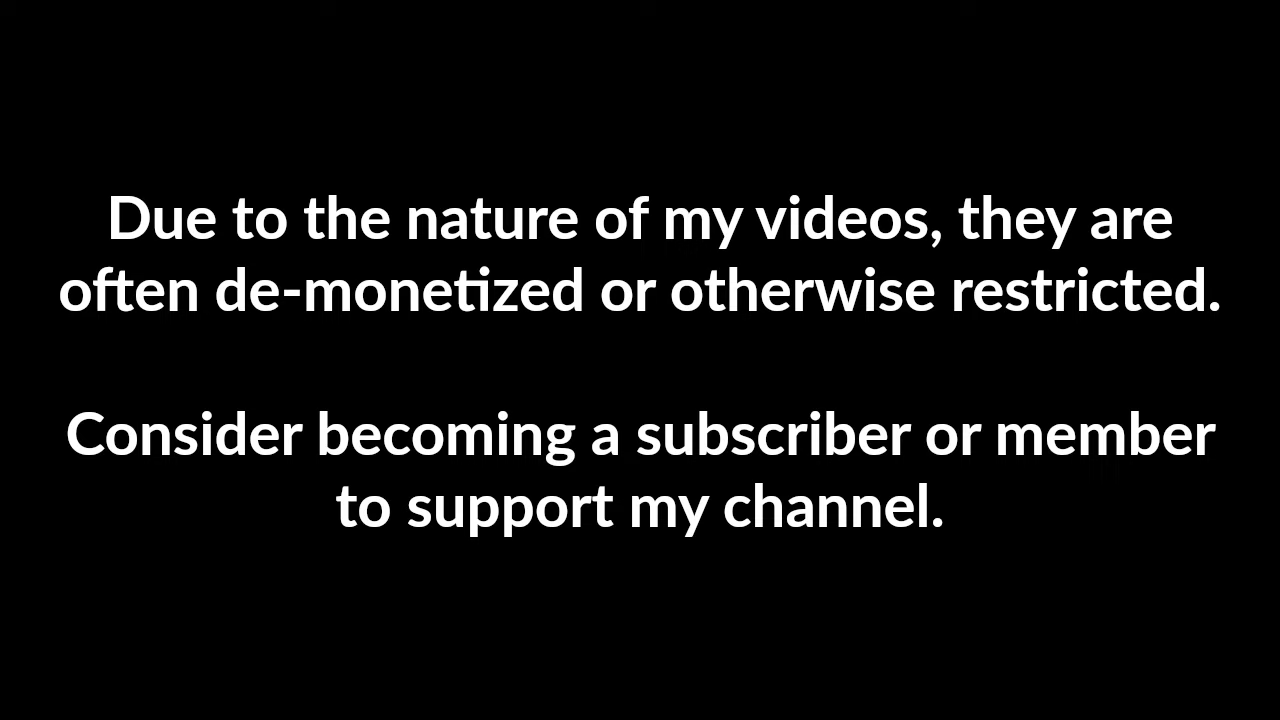 Due to the nature of my videos, they are
often de-monetized or otherwise restricted.
Consider becoming a subscriber or member
to support my channel.